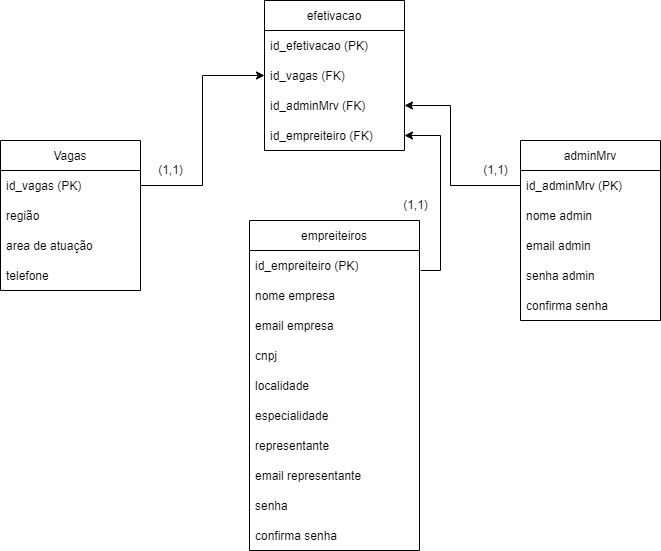 efetivacao
id_efetivacao (PK)
id_vagas (FK)
id_adminMrv (FK)
id_empreiteiro (FK)
Vagas
id_vagas (PK)
região
area de atuação
telefone
(1,1)
(1,1)
(1,1)
adminMrv
id_adminMrv (PK)
nome admin
email admin
senha admin
confirma senha
empreiteiros
id_empreiteiro (PK)
nome empresa
email empresa
cnpj
localidade
especialidade
representante
email representante
senha
confirma senha